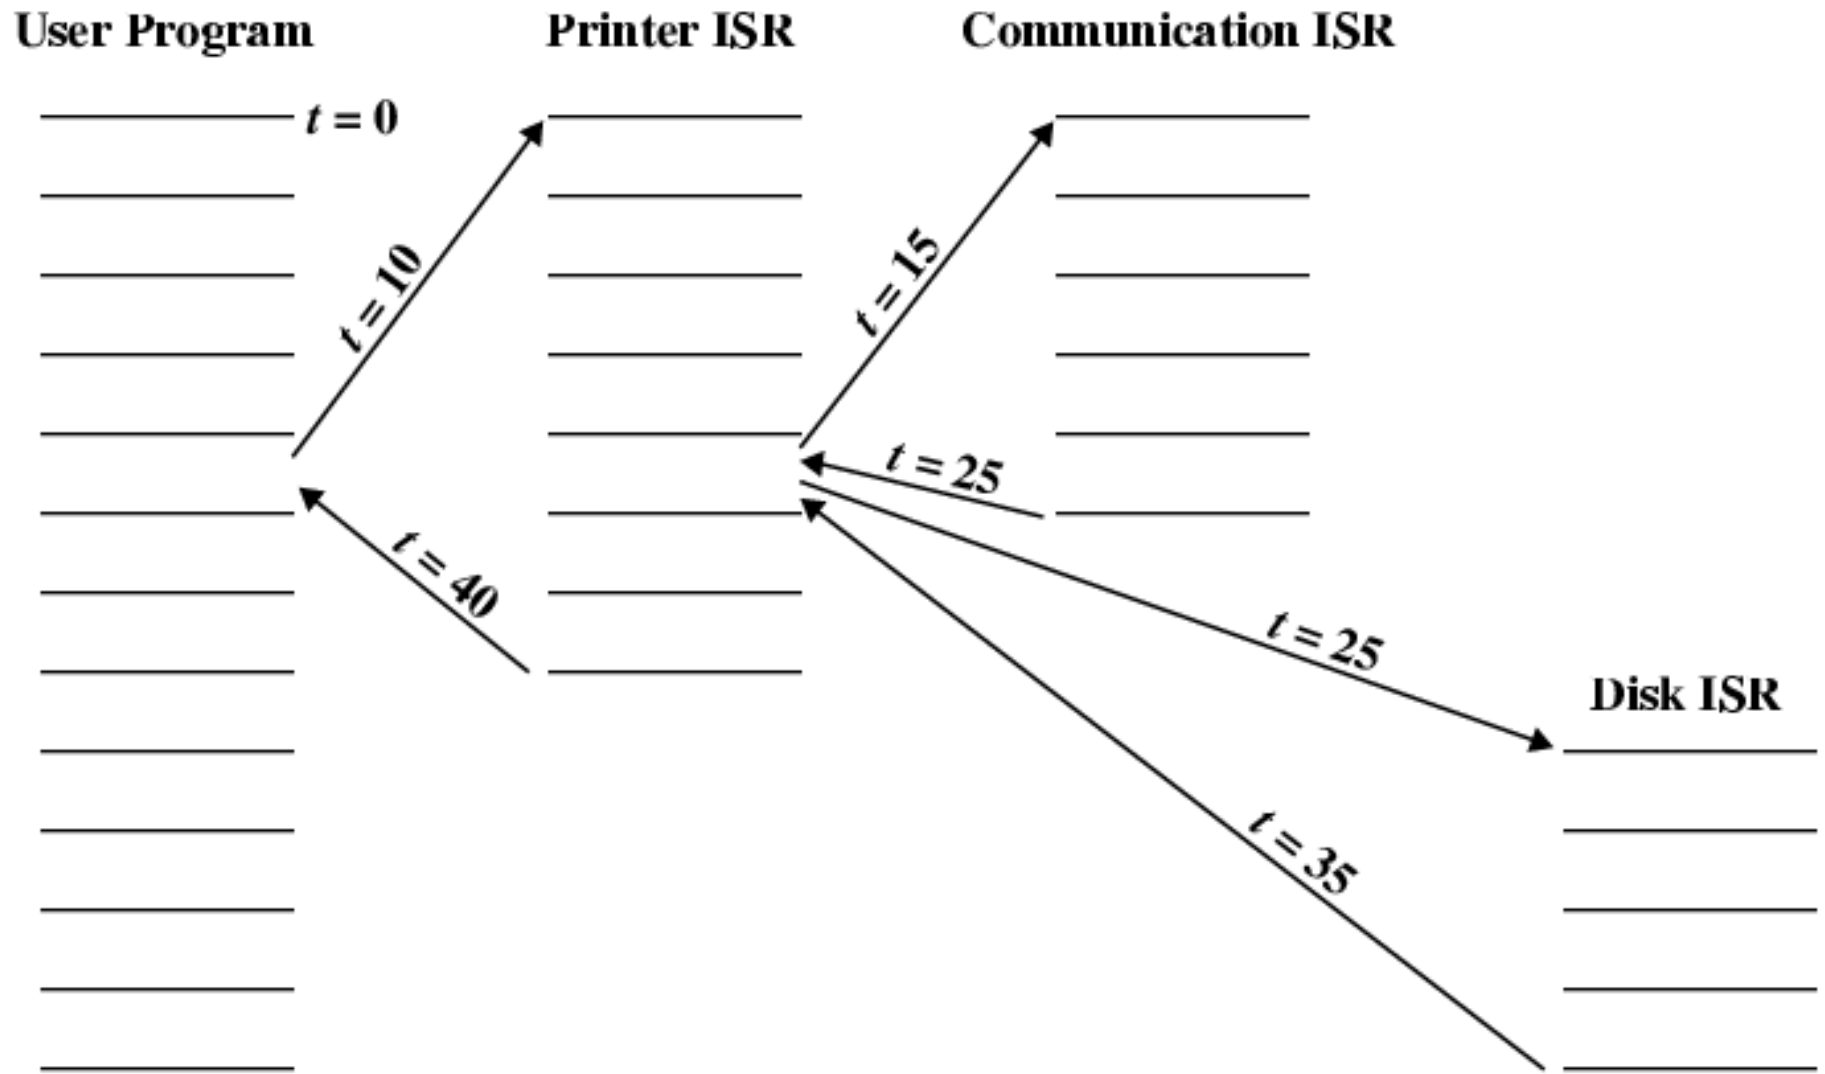 User Program
Printer ISR
Communication ISR
t = 0
t = 10
t = 15
t = 25
t = 40
t = 25
Disk ISR
t = 35